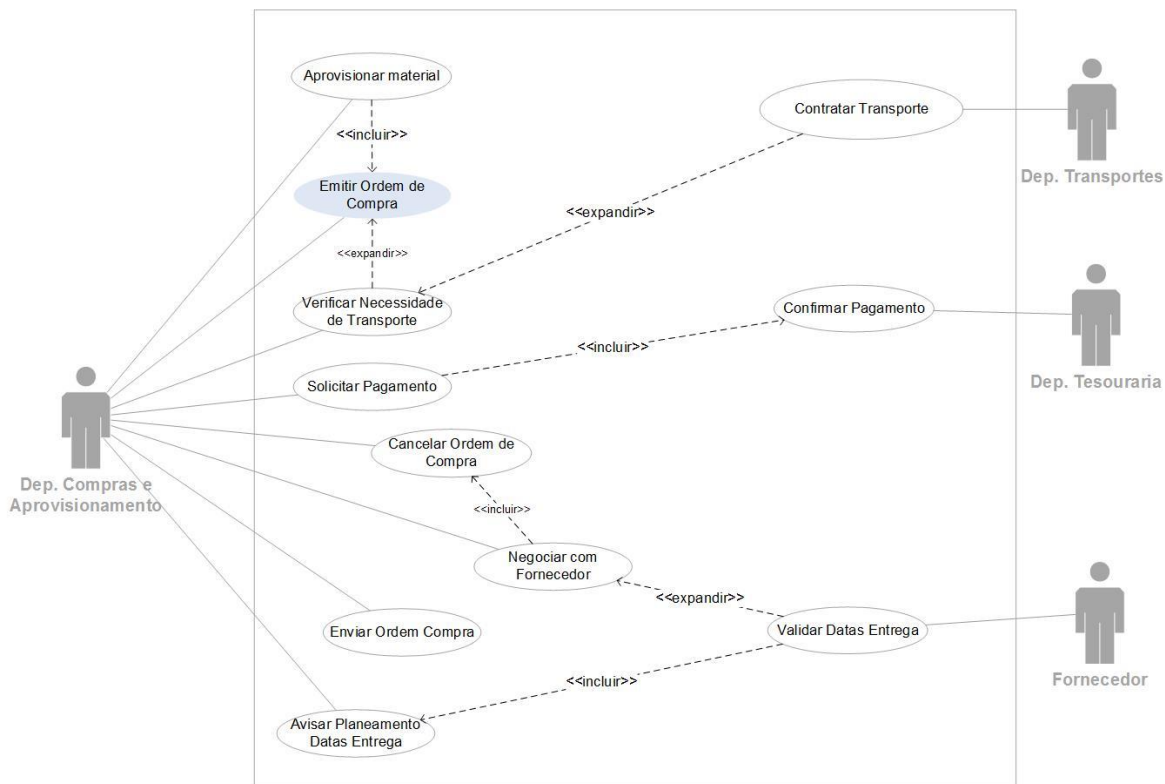 Aprovisionar material
Contratar Transporte
<<incluir>>
Dep. Transportes
Emitir Ordem de
Compra
<<expandir>>
<<expandir>>
Verificar Necessidade
de Transporte
Confirmar Pagamento
<<incluir>>
Solicitar Pagamento
Dep. Tesouraria
Cancelar Ordem de
Compra
Dep. Compras e
Aprovisionamento
<<incluir>>
Negociar com
Fornecedor
<<expandir>>
Enviar Ordem Compra
Validar Datas Entrega
Fornecedor
<<incluir>>
Avisar Planeamento
Datas Entrega